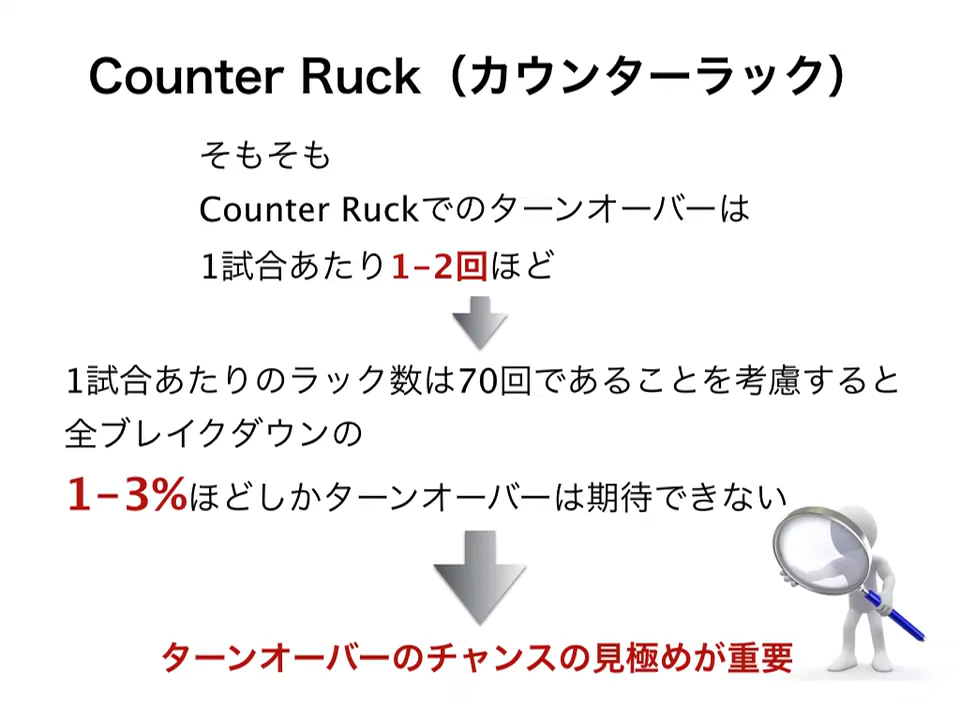 Counter Ruck（カウンターラック）
そもそも
Counter Ruckでのターンオーバーは
1試合あたり1-2回ほど
1試合あたりのラック数は70回であることを考慮すると
全ブレイクダウンの
1-3%ほどしかターンオーバーは期待できない
ターンオーバーのチャンスの見極めが重要